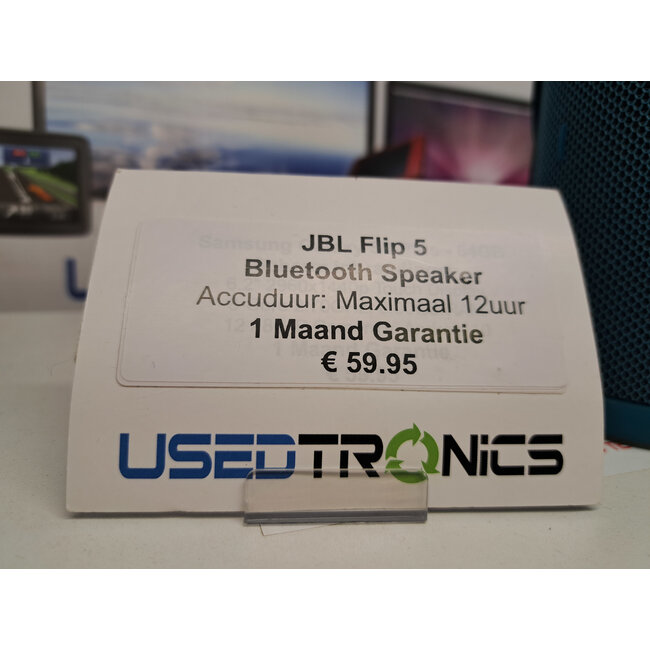 JBL Flip 5
Bluetooth Speaker
Accuduur: Maximaal 12uur
1 Maand Garantie
€ 59.95
USEDTRONiCS